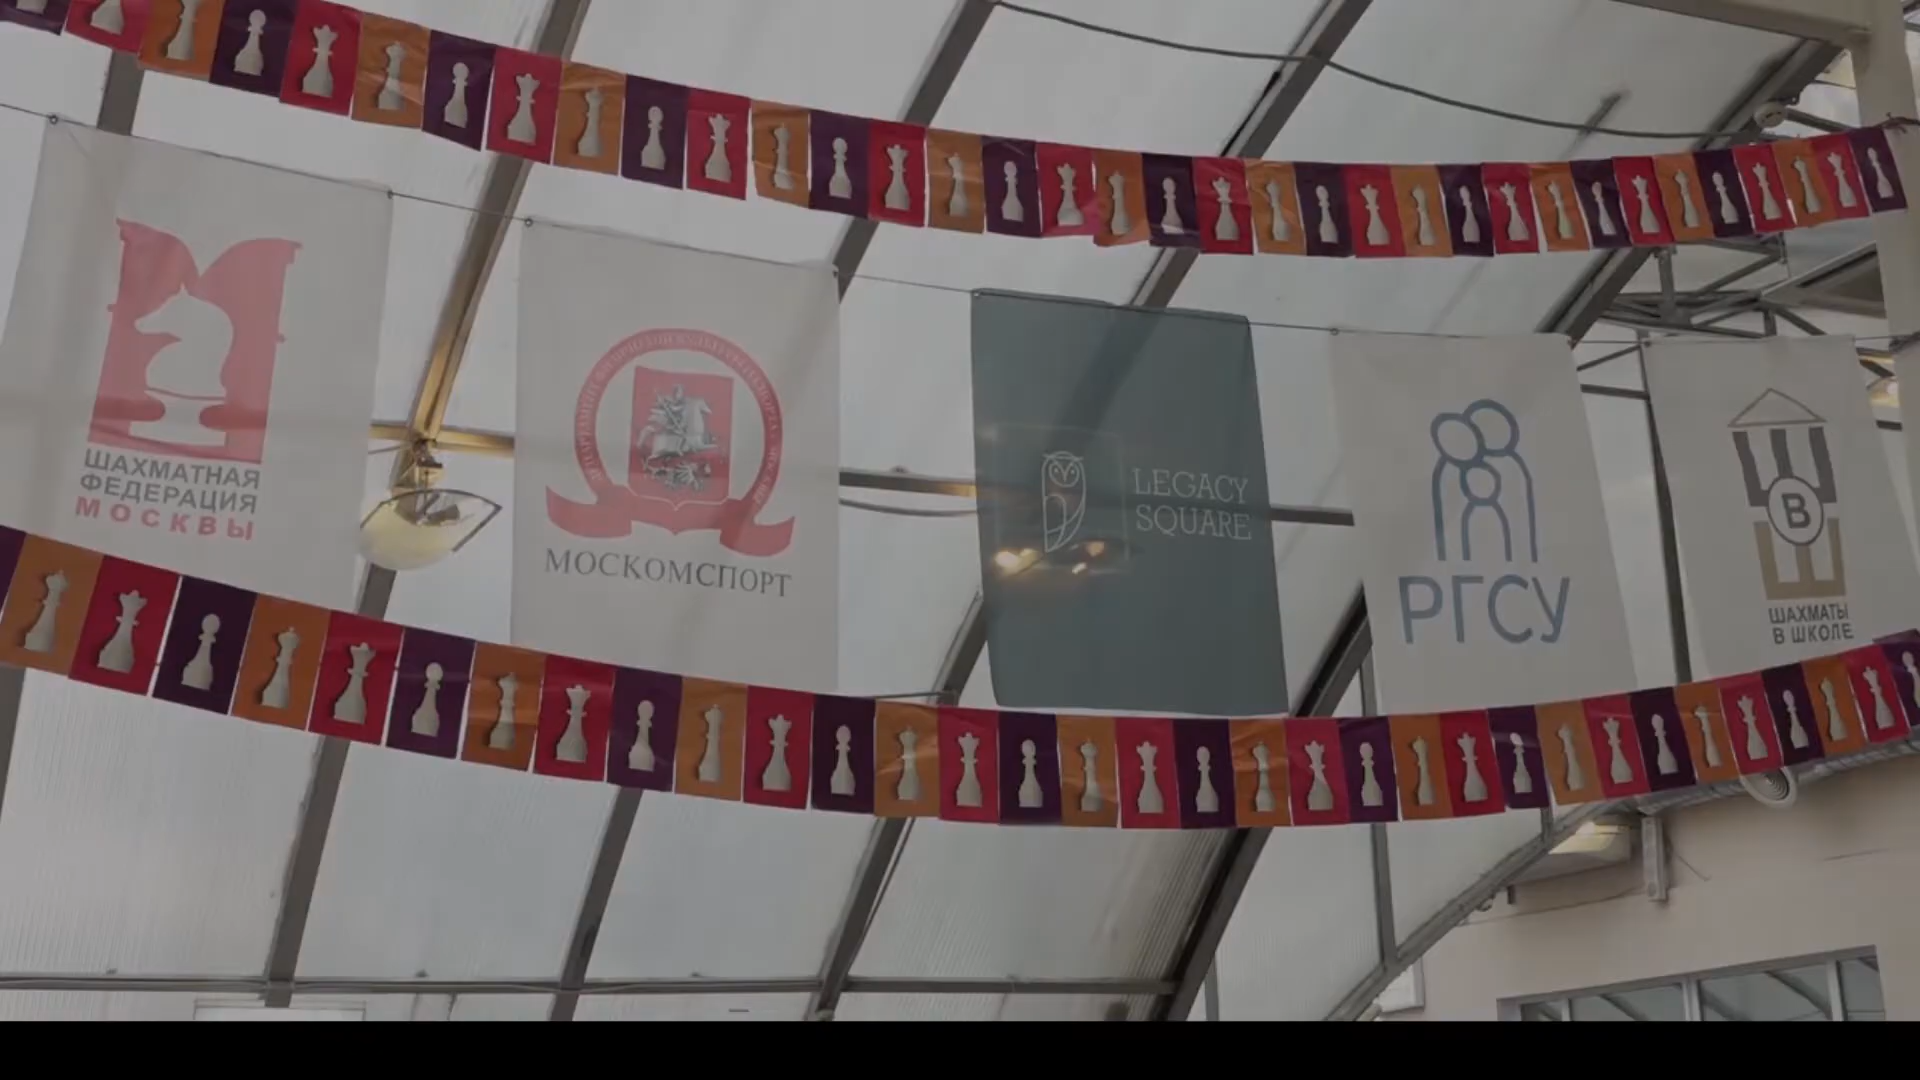 ШАХМАТНАЯ
ФЕДЕРАЦИЯ
МОСКВЫ
МОСКОМСПОРТ
LEGACY
SQUARE
РГСУ
В
ШАХМАТЫ
В ШКОЛЕ